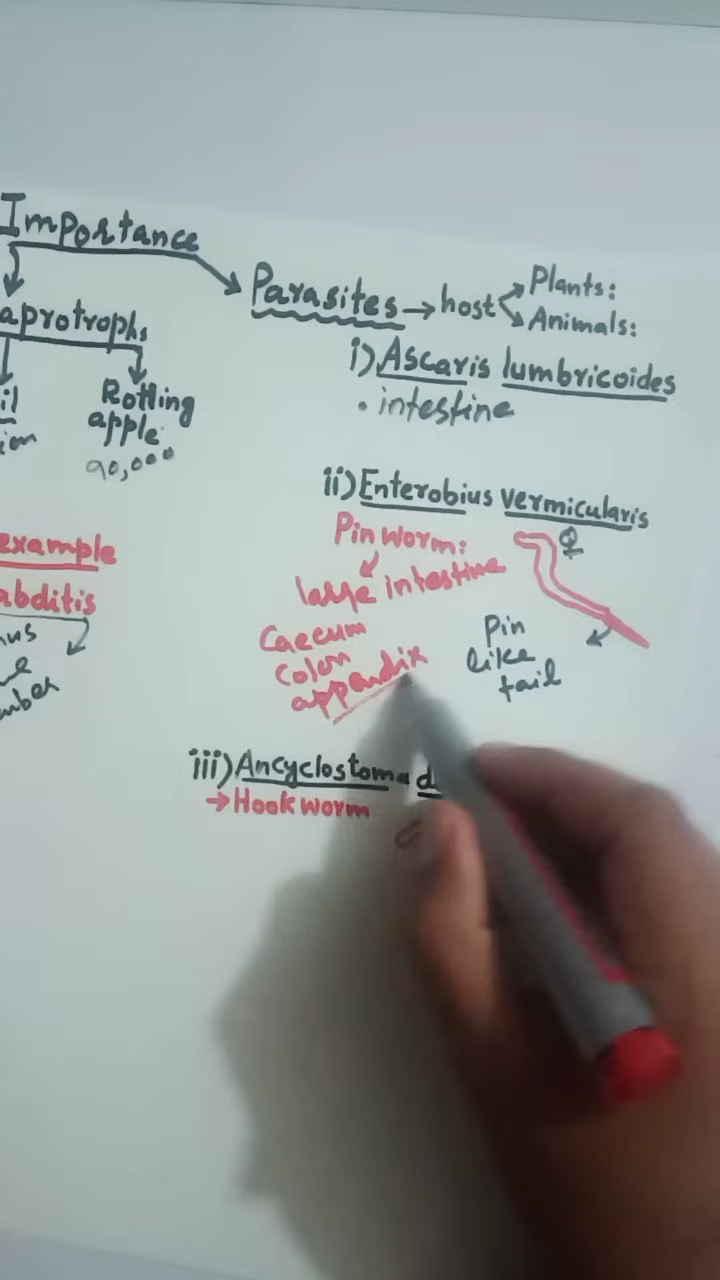 Importance
Parasites → host
Plants:
Animals:
aprotrophs
i) Ascaris lumbricoides
. intestine
Rotting
apple
90,000
ii) Enterobius vermicularis
Pin worm:
♀
large intestine
Caecum
Colon
appendix
Pin
like
tail
example
abditis
iii) Ancyclostoma d
→ Hook worm